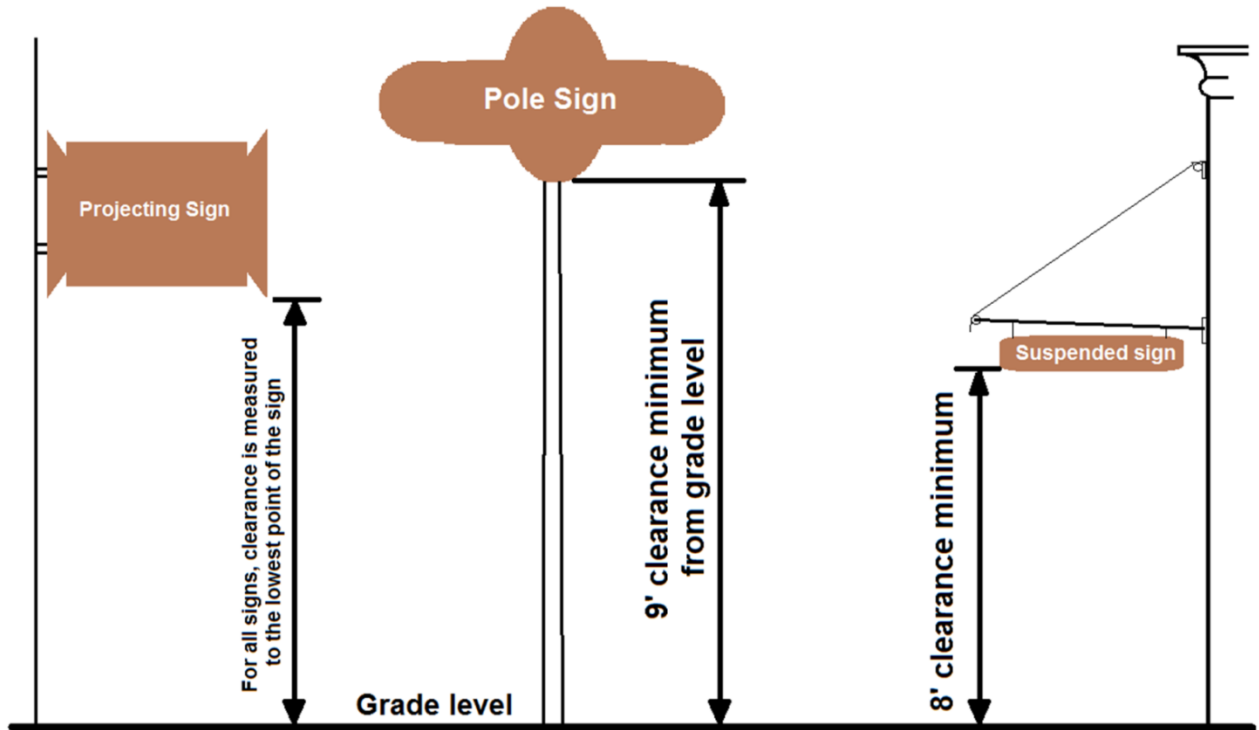 Pole Sign
Projecting Sign
For all signs, clearance is measured
to the lowest point of the sign
9' clearance minimum
from grade level
Suspended sign
8' clearance minimum
Grade level